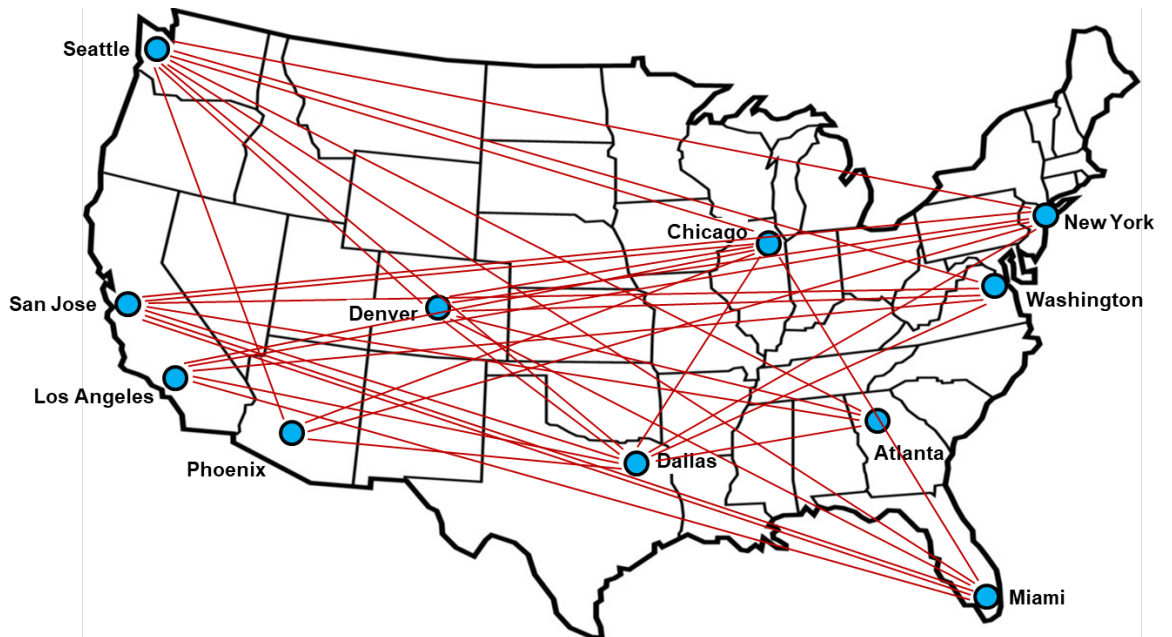 Seattle
Chicago
New York
San Jose
Denver
Washington
Los Angeles
Phoenix
Dallas
Atlanta
Miami